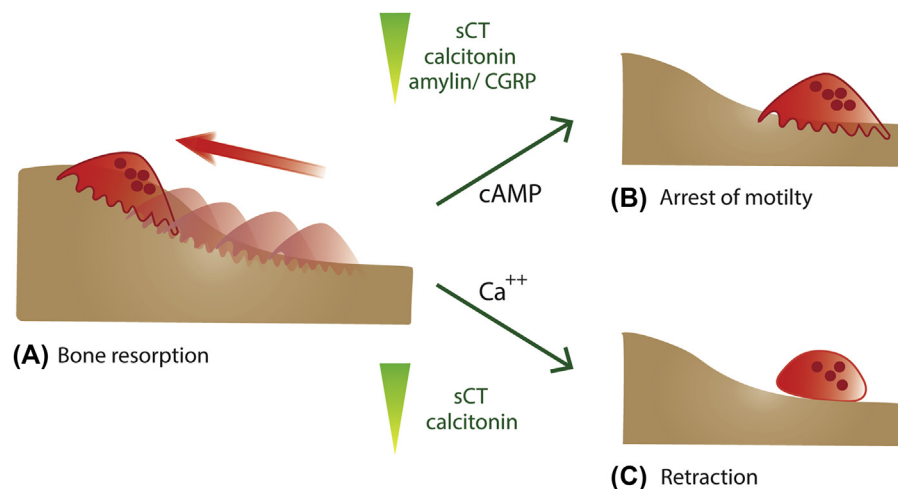 sCT
calcitonin
amylin/ CGRP
cAMP
(B) Arrest of motilty
Ca++
(A) Bone resorption
sCT
calcitonin
(C) Retraction